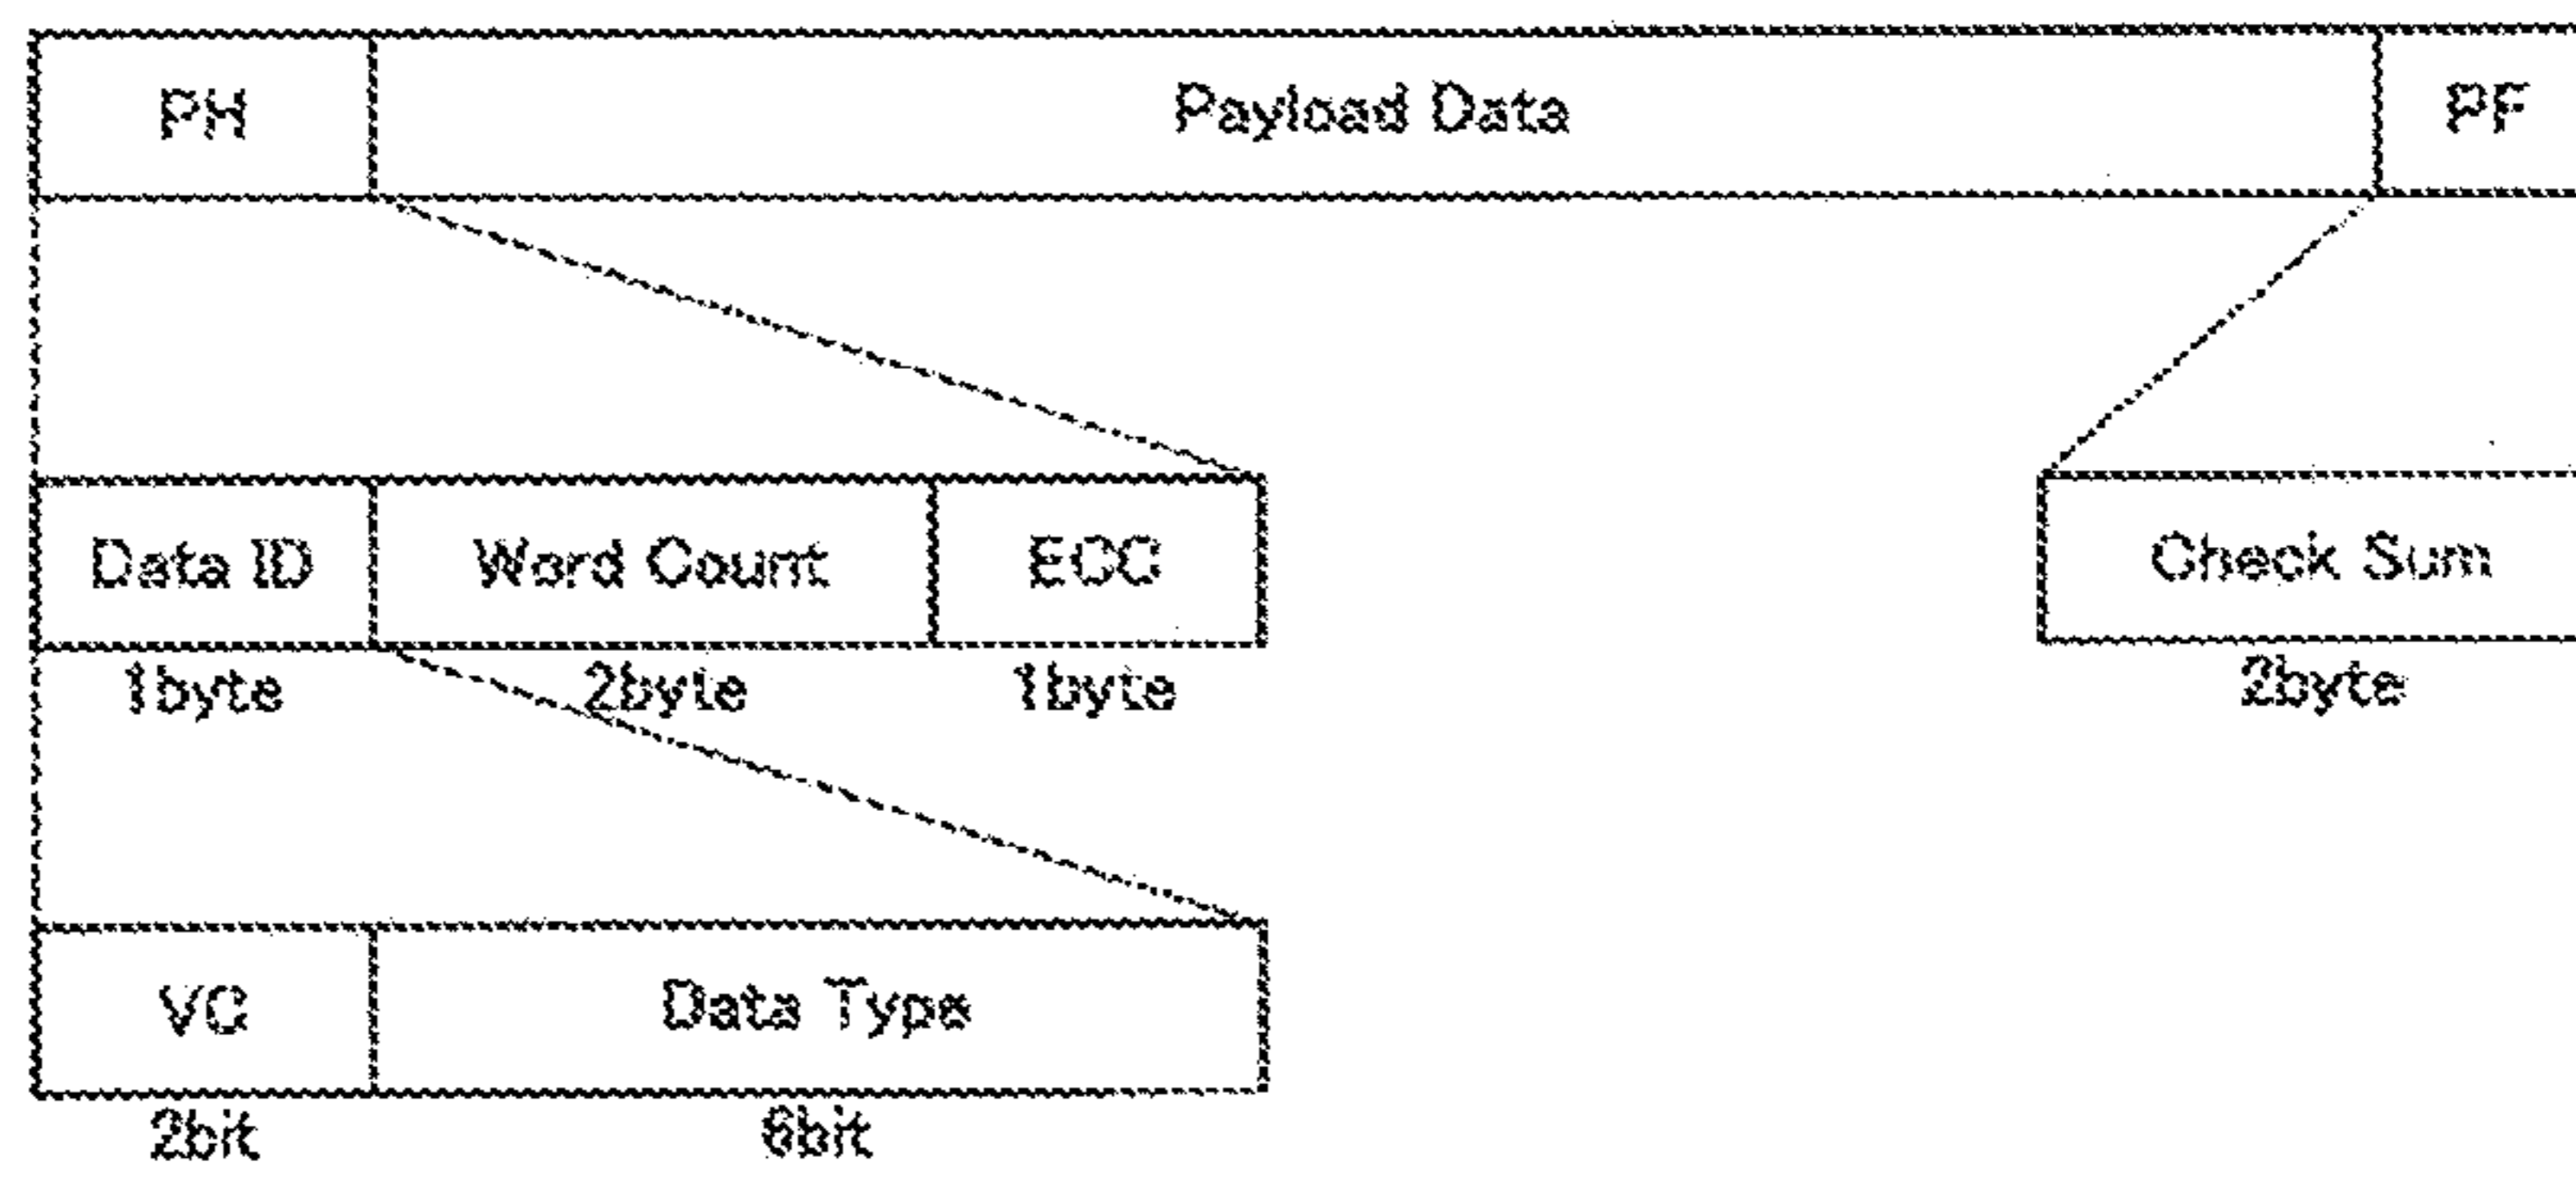 PH Payload Data PF
Data ID Word Count ECC Check Sum
1byte 2byte 1byte 2byte
VC Data Type
2bit 6bit